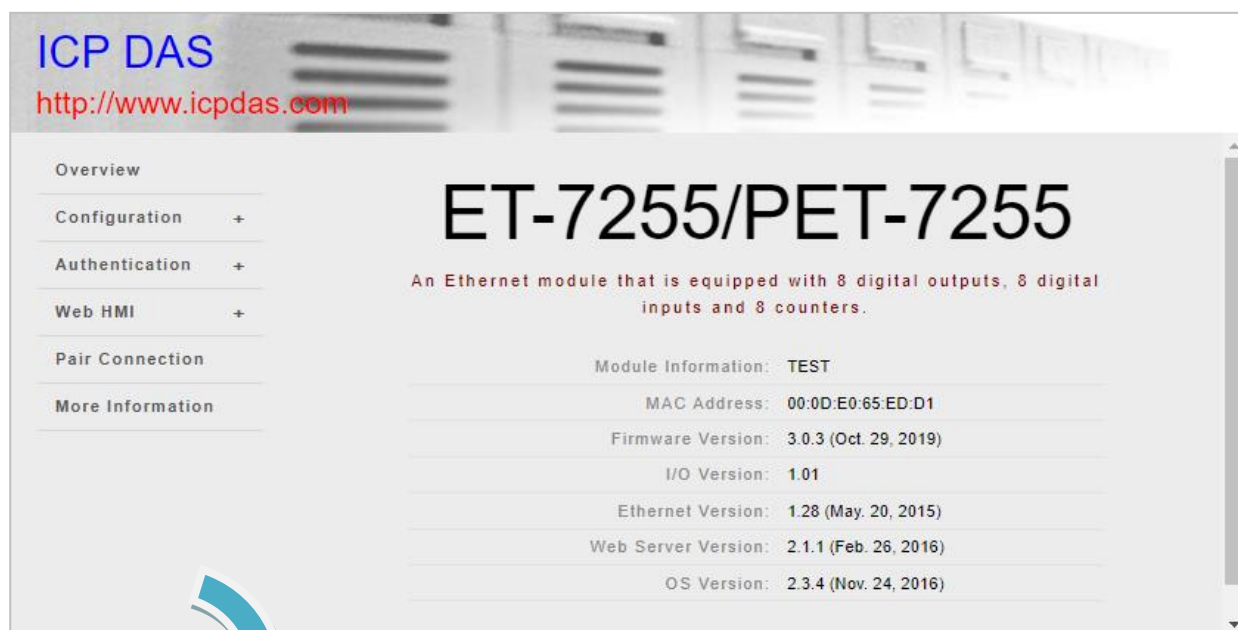 ICP DAS
http://www.icpdas.com
Overview
Configuration +
Authentication +
Web HMI +
Pair Connection
More Information
ET-7255/PET-7255
An Ethernet module that is equipped with 8 digital outputs, 8 digital
inputs and 8 counters.
Module Information: TEST
MAC Address: 00:0D:E0:65:ED:D1
Firmware Version: 3.0.3 (Oct. 29, 2019)
I/O Version: 1.01
Ethernet Version: 1.28 (May. 20, 2015)
Web Server Version: 2.1.1 (Feb. 26, 2016)
OS Version: 2.3.4 (Nov. 24, 2016)